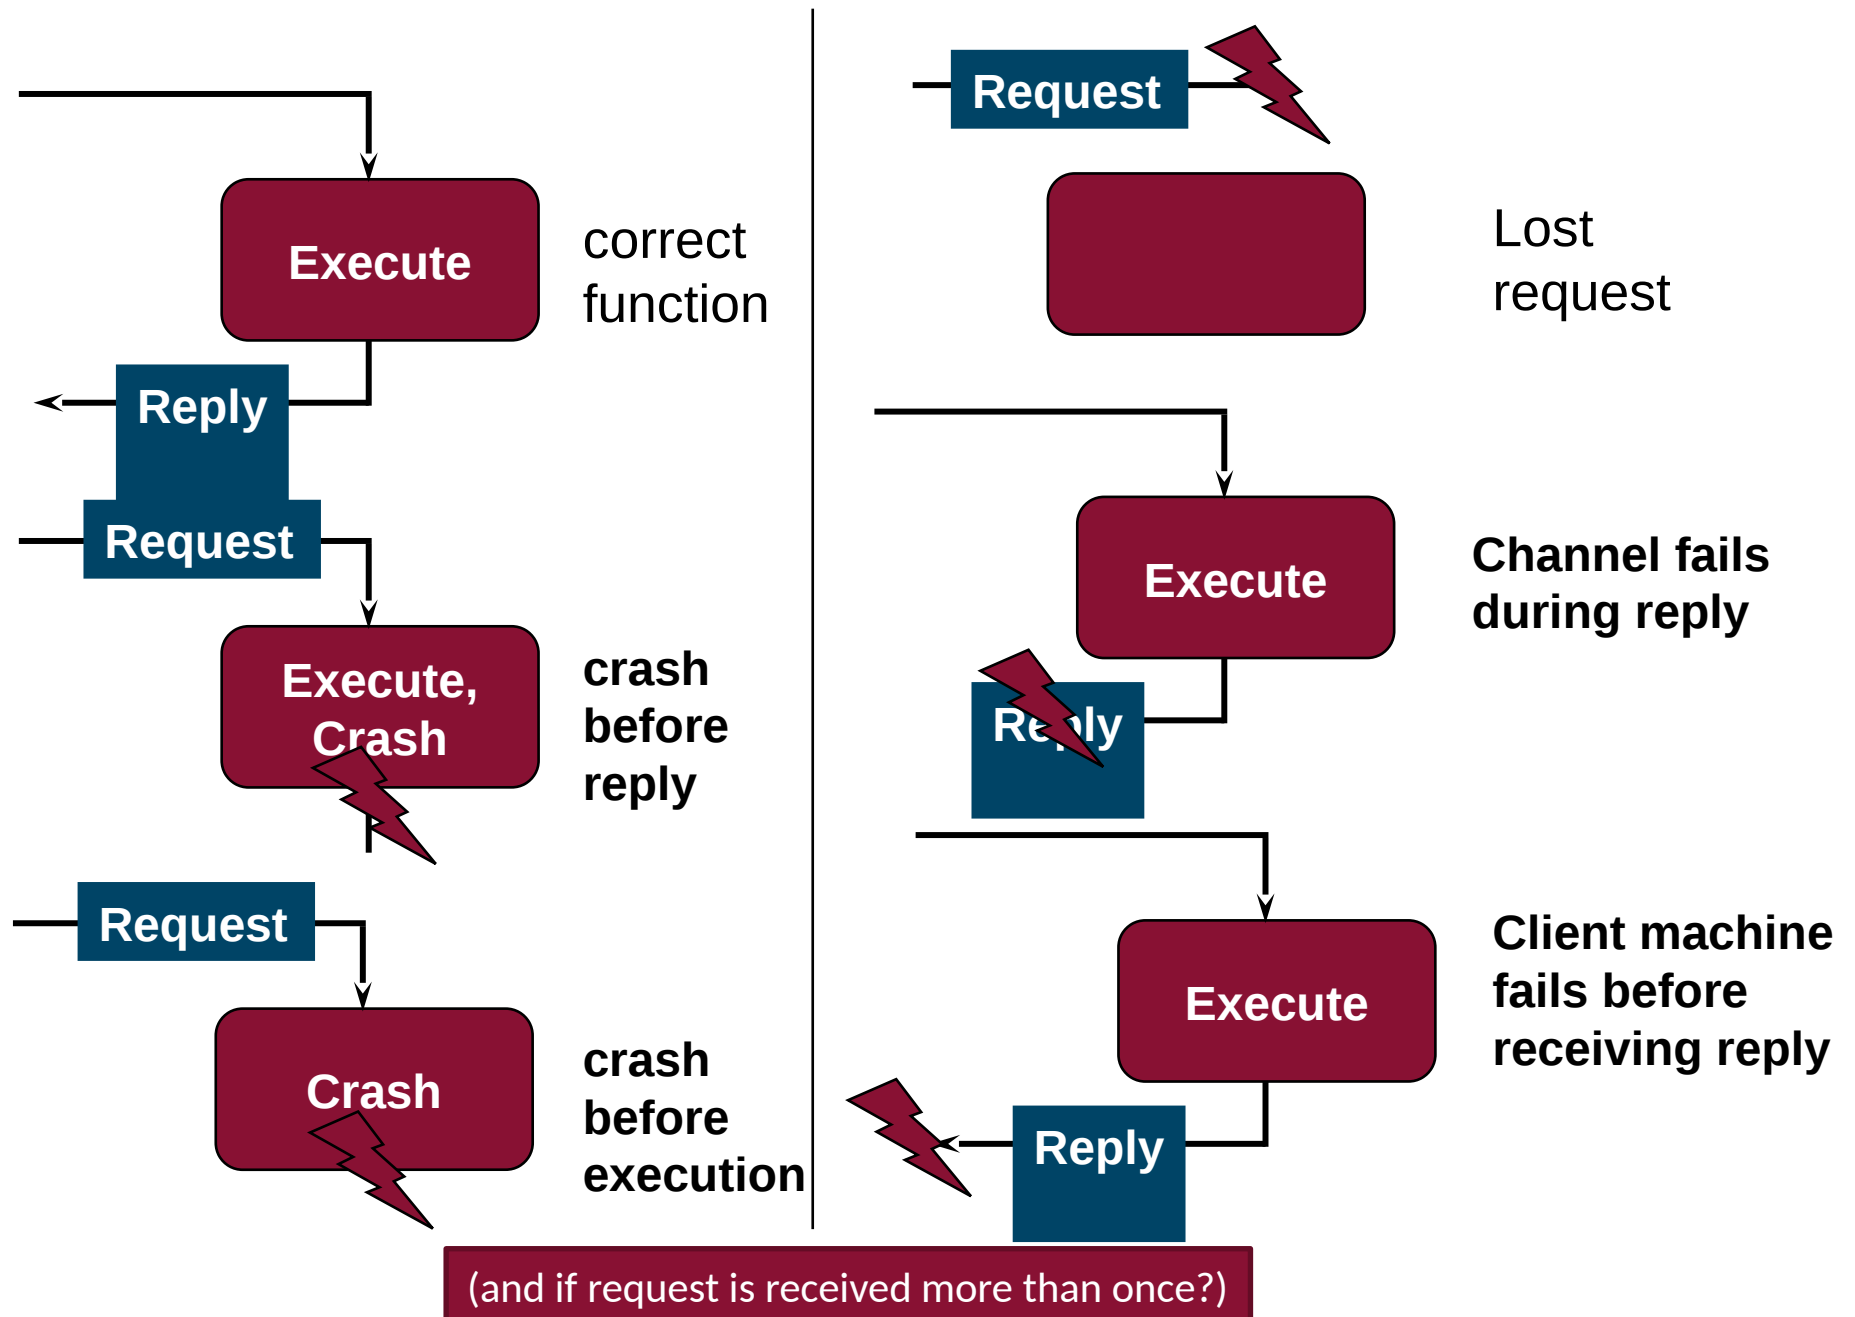 Execute
correct
function
Reply
Request
Execute,
Crash
crash
before
reply
Request
Crash
crash
before
execution
Request
Lost
request
Execute
Channel fails
during reply
Reply
Execute
Client machine
fails before
receiving reply
Reply
(and if request is received more than once?)